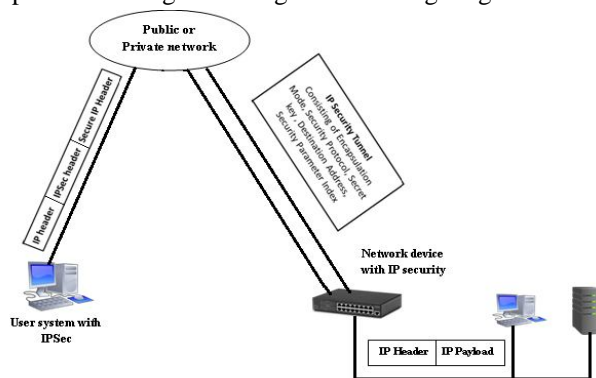 Public or
Private network
IP header IPSec header Secure IP Header
IP Security Tunnel
Consisting of Encapsulation
Mode, Security Protocol, Secret
key , Destination Address,
Security Parameter Index
Network device
with IP security
User system with
IPSec
IP Header IP Payload